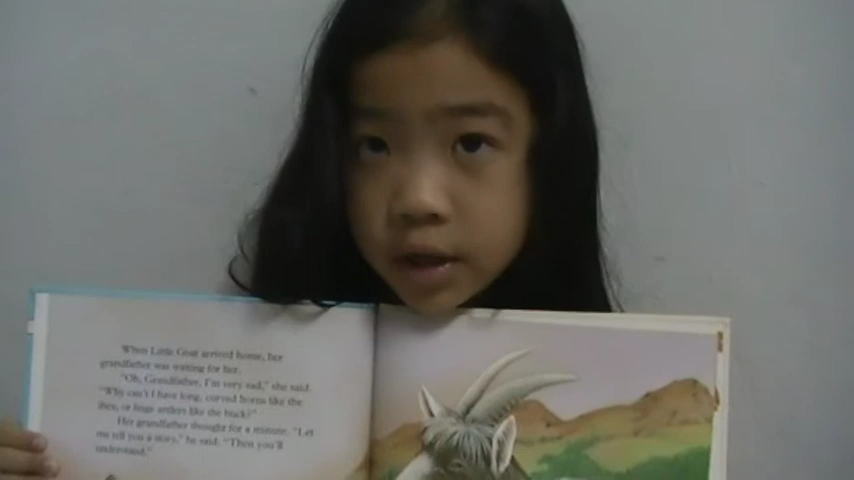 When Little Goat arrived home, her
grandfather was waiting for her.
"Oh, Grandfather, I'm very sad," she said.
"Why can't I have long, curved horns like the
ibex, or huge antlers like the buck?"
Her grandfather thought for a minute. "Let
me tell you a story," he said. "Then you'll
understand."